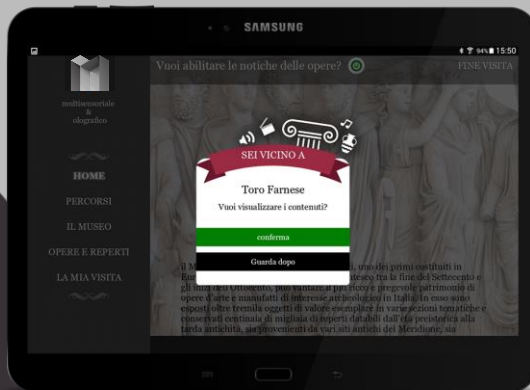 SAMSUNG
94% 15:50
Vuoi abilitare le notiche delle opere?
FINE VISITA
multisensoriale
&
olografico
HOME
PERCORSI
IL MUSEO
OPERE E REPERTI
LA MIA VISITA
SEI VICINO A
Toro Farnese
Vuoi visualizzare i contenuti?
conferma
Guarda dopo
il M i, uno dei primi costituiti in
Eur tesco tra la fine del Settecento e
gli inizi dell'Ottocento, può vantare il più ricco e pregevole patrimonio di
opere d'arte e manufatti di interesse archeologico in Italia. In esso sono
esposti oltre tremila oggetti di valore esemplare in varie sezioni tematiche e
conservati centinaia di migliaia di reperti databili dall'età preistorica alla
tarda antichità, sia provenienti da vari siti antichi del Meridione, sia